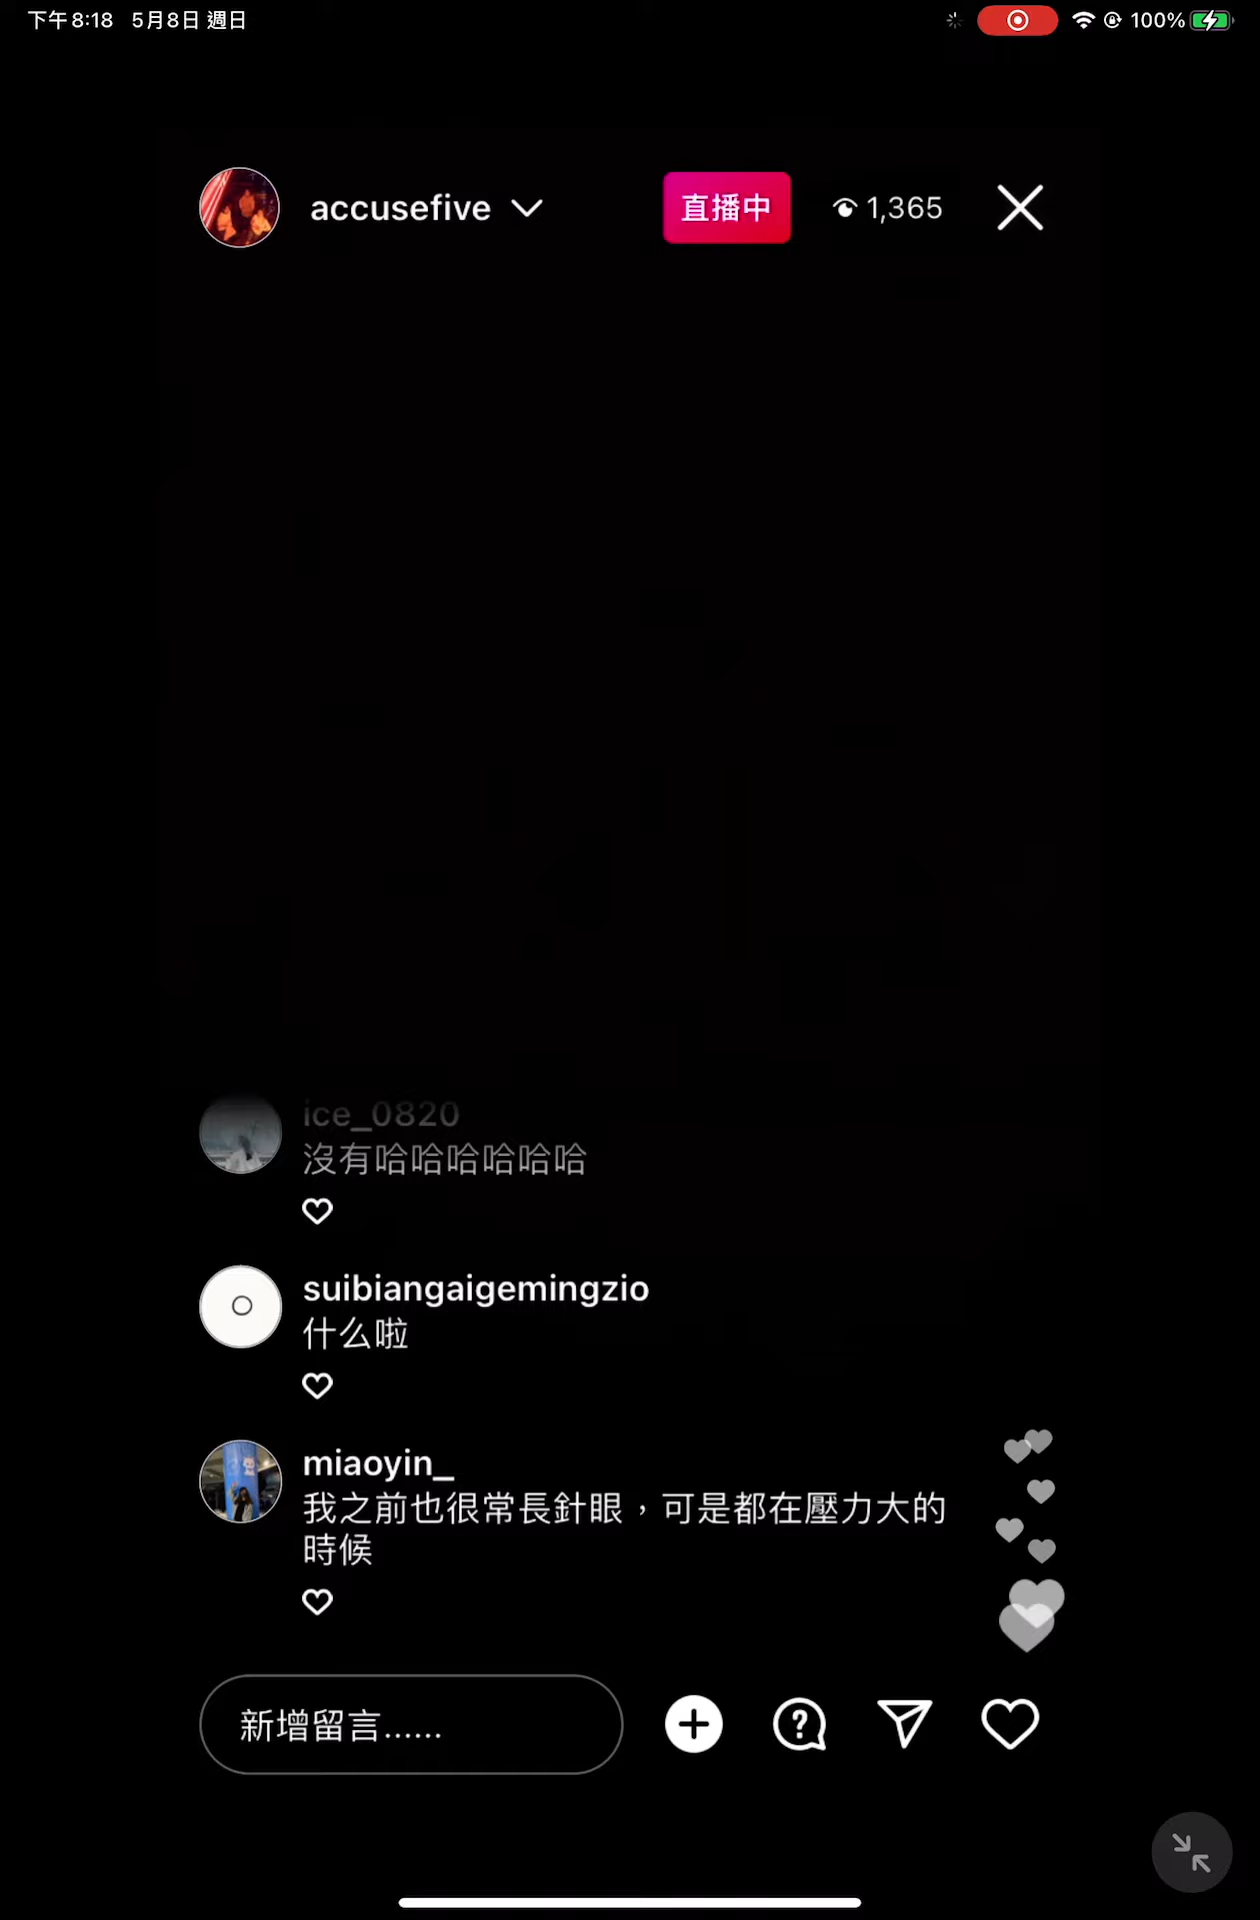 下午8:18 5月8日 週日
100%
accusefive
直播中
1,365
ice_0820
沒有哈哈哈哈哈哈
suibiangaigemingzio
什么啦
miaoyin_
我之前也很常長針眼，可是都在壓力大的
時候
新增留言......